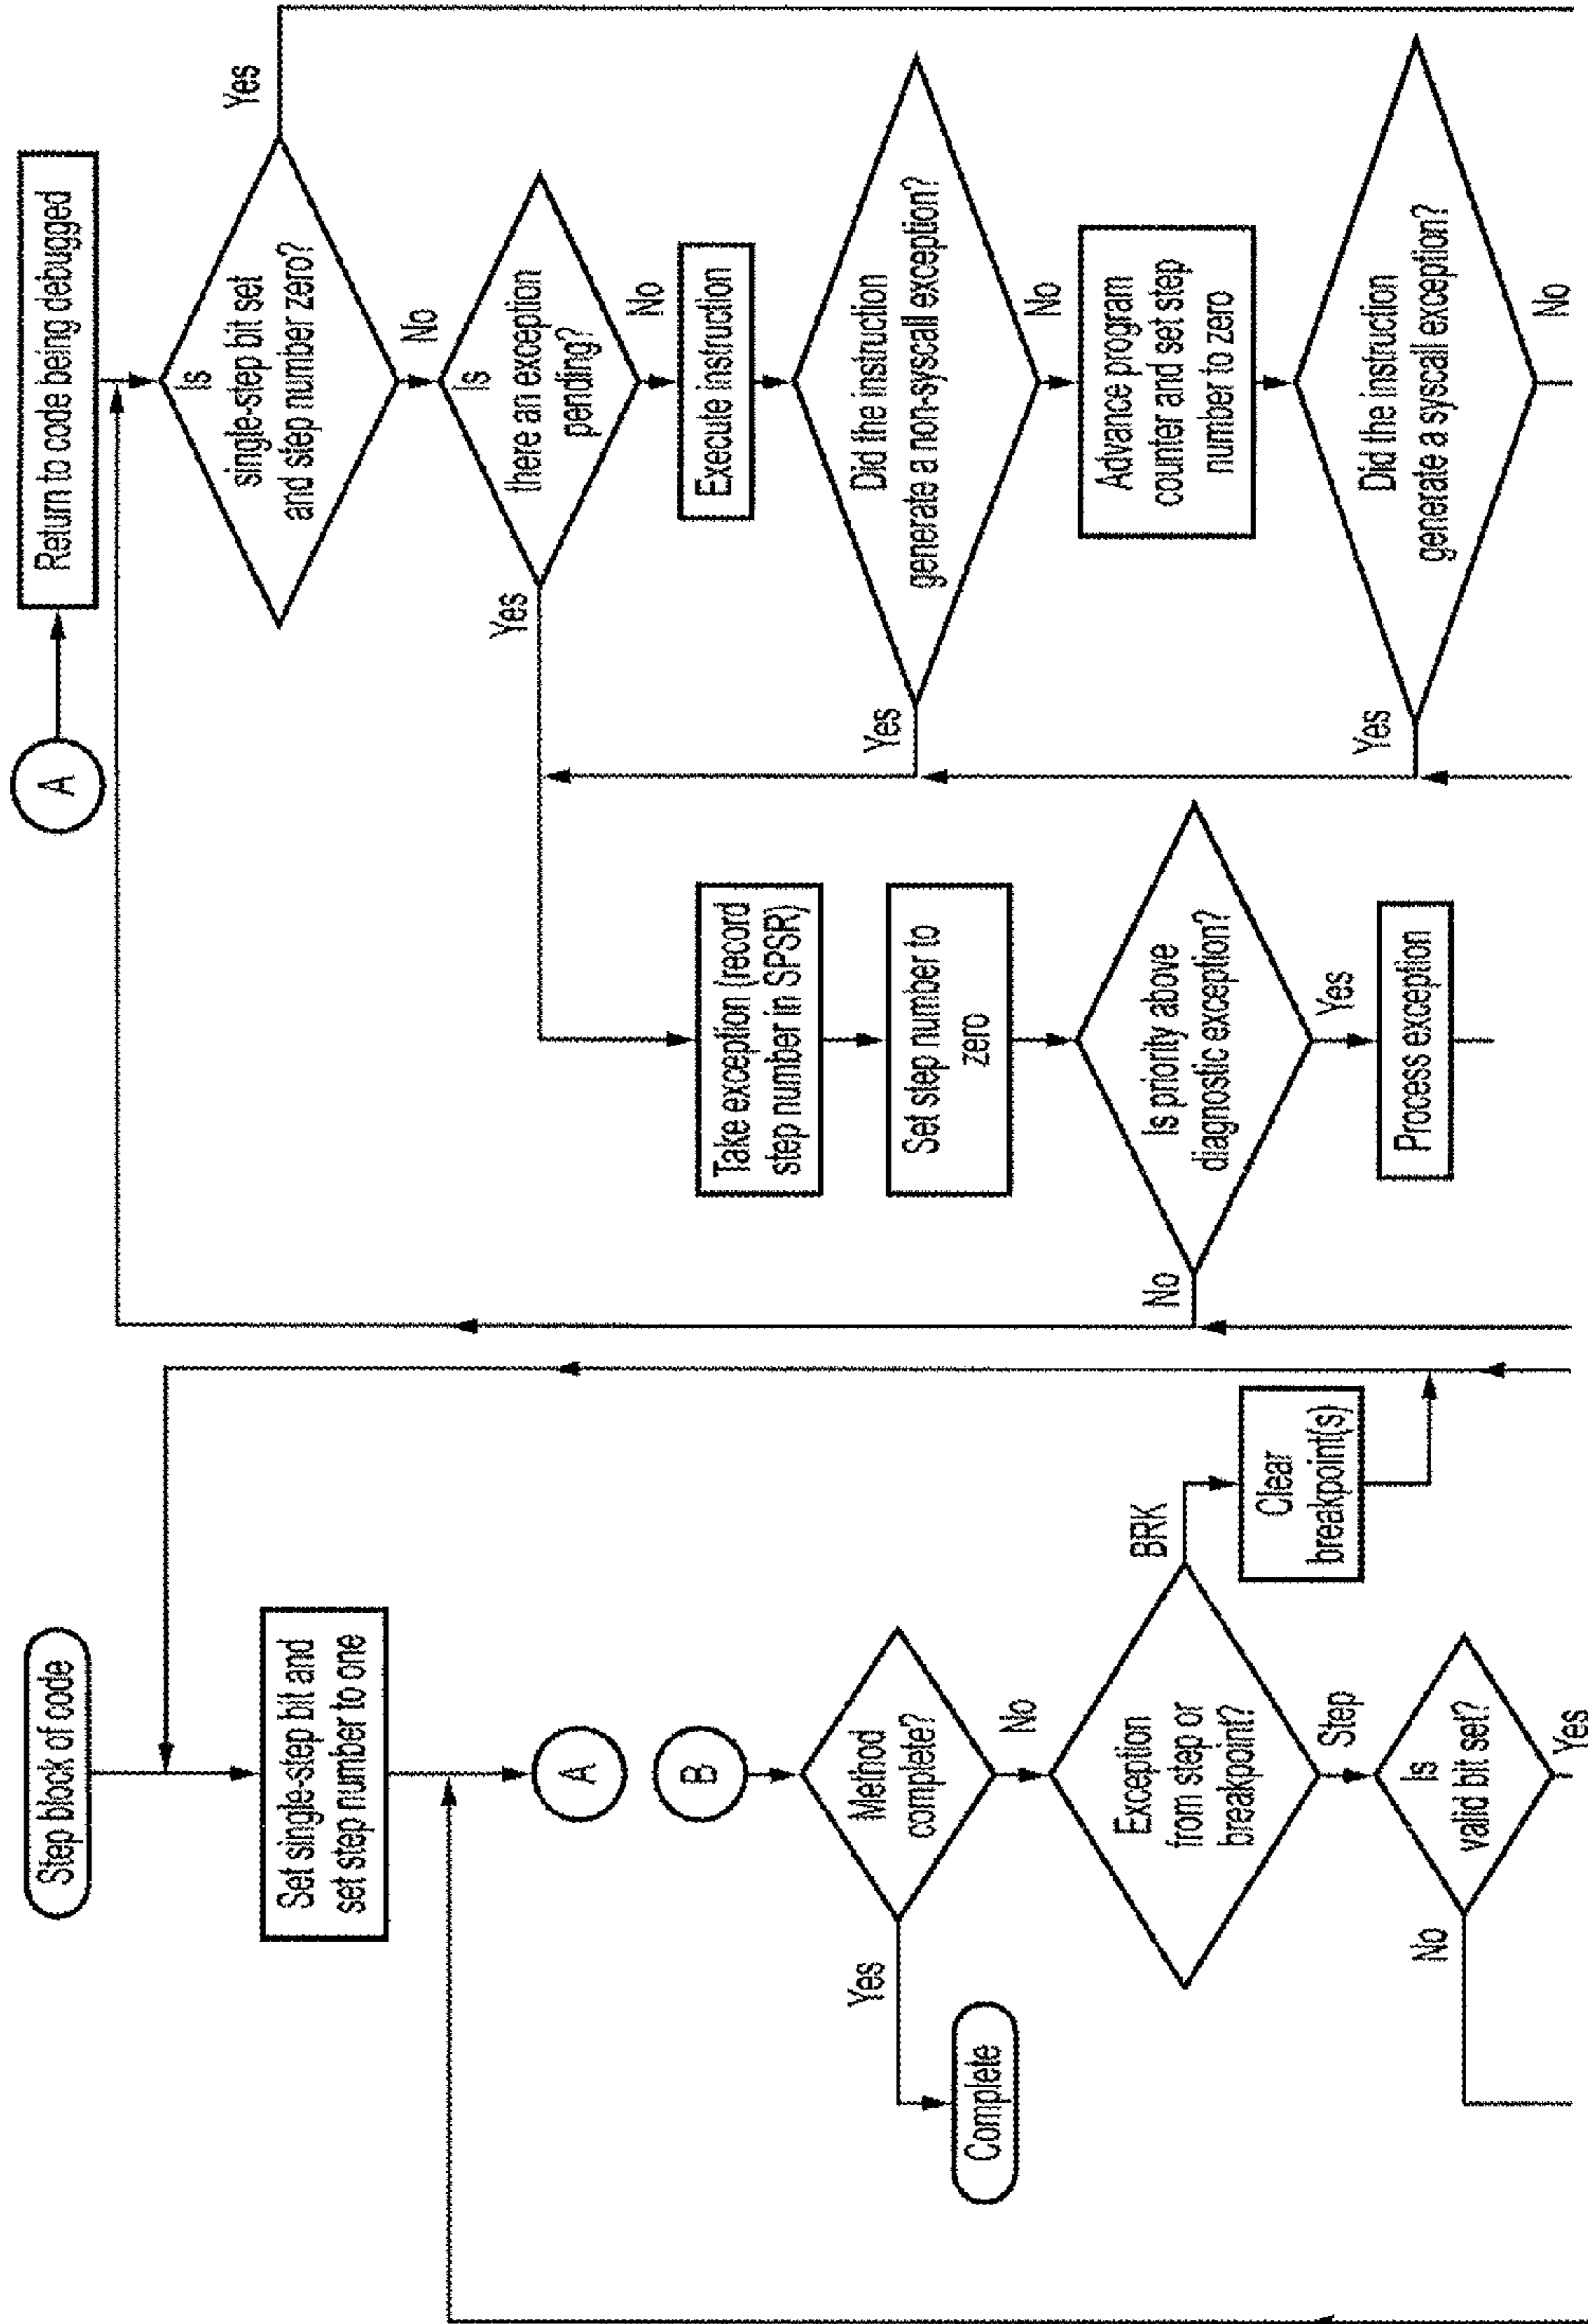 Step block of code
Set single-step bit and
set step number to one
A
B
Method
complete?
Yes
No
Complete
Exception
from step or
breakpoint?
BRK
Clear
breakpoint(s)
Step
Is
valid bit set?
No
Yes
A
Return to code being debugged
Is
single-step bit set
and step number zero?
Yes
No
Is
there an exception
pending?
Yes
No
Execute instruction
Did the instruction
generate a non-syscall exception?
Yes
No
Advance program
counter and set step
number to zero
Did the instruction
generate a syscall exception?
Yes
No
Take exception (record
step number in SPSR)
Set step number to
zero
Is priority above
diagnostic exception?
No
Yes
Process exception